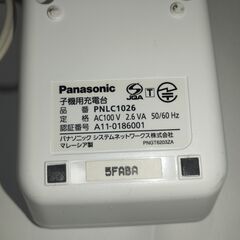 Panasonic
子機用充電台
品番 PNLC1026
定格 AC100 V 2.6 VA 50/60 Hz
認証番号 A11-0186001
パナソニック システムネットワークス株式会社
マレーシア製
PNGT6203ZA
5FABA